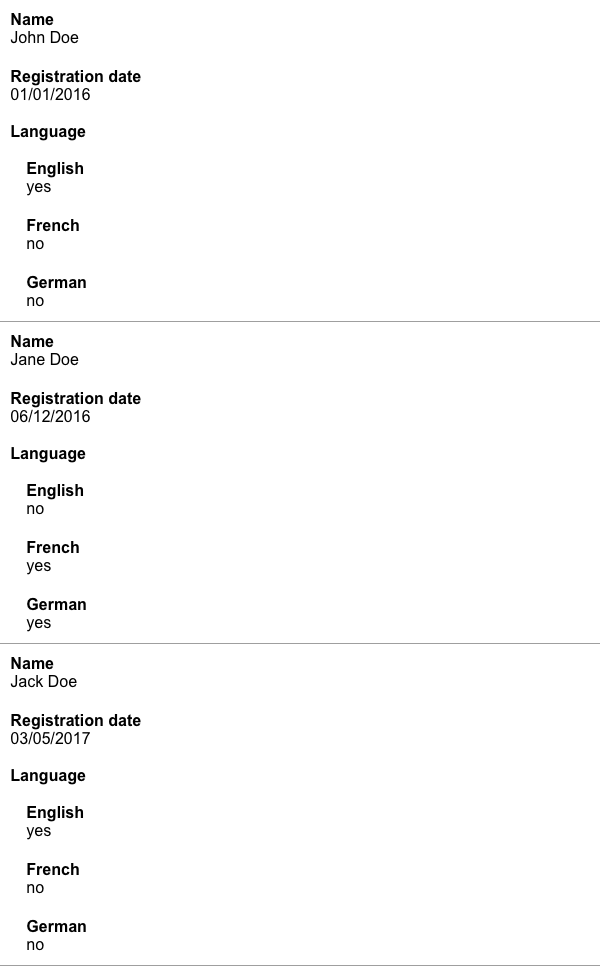 Name
John Doe
Registration date
01/01/2016
Language
English
yes
French
no
German
no
Name
Jane Doe
Registration date
06/12/2016
Language
English
no
French
yes
German
yes
Name
Jack Doe
Registration date
03/05/2017
Language
English
yes
French
no
German
no